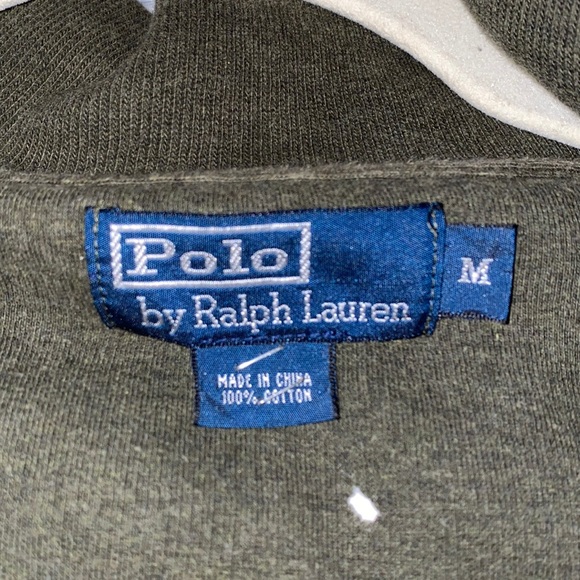 Polo
by Ralph Lauren
M
MADE IN CHINA
100% COTTON